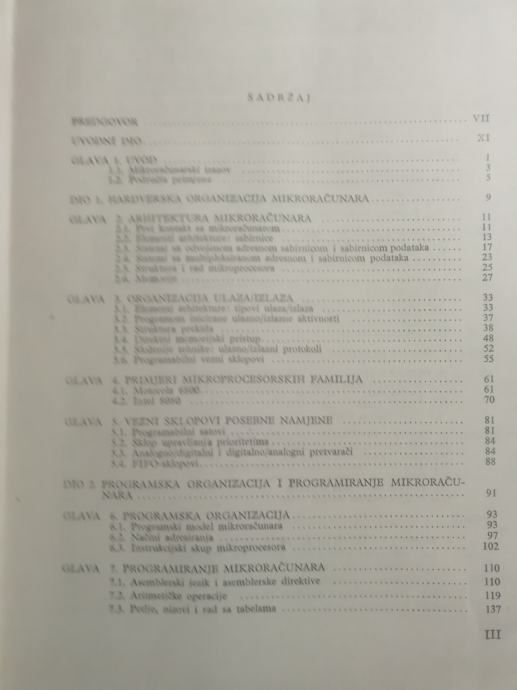 SADRŽAJ
PREDGOVOR VII
UVODNI DIO XI
GLAVA 1. UVOD 1
1.1. Mikroračunarski izazov 3
1.2. Područja primjene 5
DIO 1. HARDVERSKA ORGANIZACIJA MIKRORAČUNARA 9
GLAVA 2. ARHITEKTURA MIKRORAČUNARA 11
2.1. Prvi kontakt sa mikroračunarom 11
2.2. Elementi arhitekture: sabirnice 13
2.3. Sistemi sa odvojenom adresnom sabirnicom i sabirnicom podataka 17
2.4. Sistemi sa multipleksiranom adresnom i sabirnicom podataka 23
2.5. Struktura i rad mikroprocesora 25
2.6. Memorije 27
GLAVA 3. ORGANIZACIJA ULAZA/IZLAZA 33
3.1. Elementi arhitekture: tipovi ulaza/izlaza 33
3.2. Programom inicirane ulazno/izlazne aktivnosti 37
3.3. Struktura prekida 38
3.4. Direktni memorijski pristup 48
3.5. Složenije tehnike: ulazno/izlazni protokoli 52
3.6. Programabilni vezni sklopovi 55
GLAVA 4. PRIMJERI MIKROPROCESORSKIH FAMILIJA 61
4.1. Motorola 6800 61
4.2. Intel 8080 70
GLAVA 5. VEZNI SKLOPOVI POSEBNE NAMJENE 81
5.1. Programabilni satovi 81
5.2. Sklop upravljanja prioritetima 84
5.3. Analogno/digitalni i digitalno/analogni pretvarači 84
5.4. FIFO-sklopovi 88
DIO 2. PROGRAMSKA ORGANIZACIJA I PROGRAMIRANJE MIKRORAČU-
NARA 91
GLAVA 6. PROGRAMSKA ORGANIZACIJA 93
6.1. Programski model mikroračunara 93
6.2. Načini adresiranja 97
6.3. Instrukcijski skup mikroprocesora 102
GLAVA 7. PROGRAMIRANJE MIKRORAČUNARA 110
7.1. Asemblerski jezik i asemblerske direktive 110
7.2. Aritmetičke operacije 119
7.3. Petlje, nizovi i rad sa tabelama 137
III